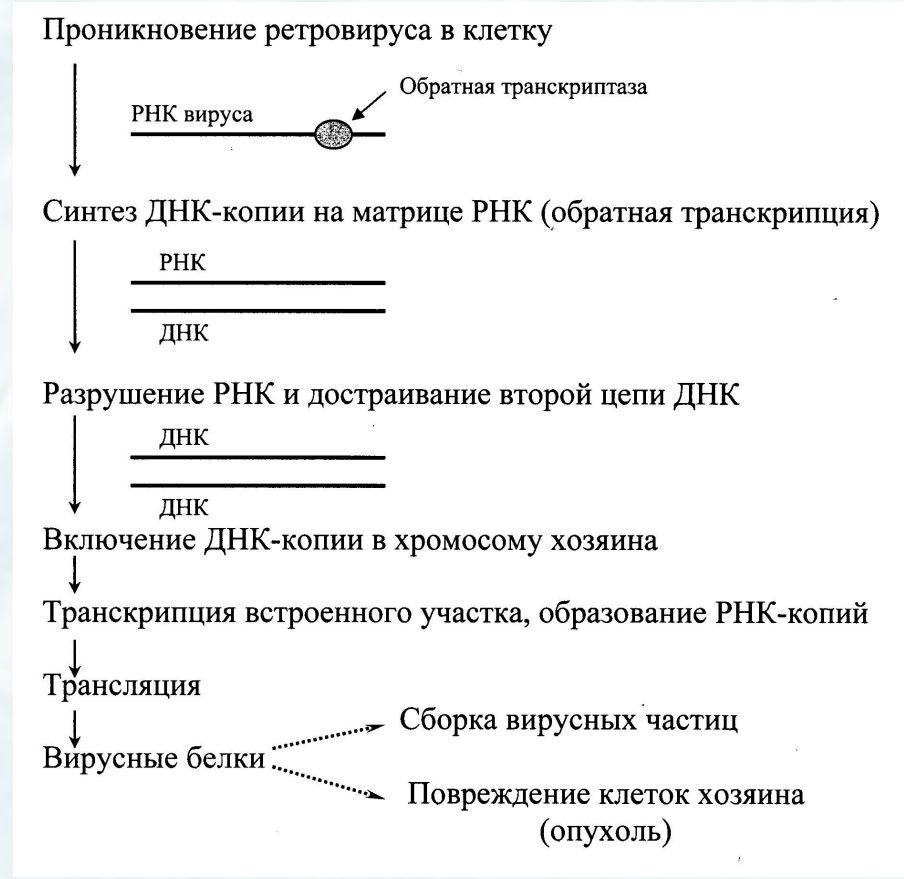 Проникновение ретровируса в клетку
Обратная транскриптаза
РНК вируса
Синтез ДНК-копии на матрице РНК (обратная транскрипция)
РНК
ДНК
Разрушение РНК и достраивание второй цепи ДНК
ДНК
ДНК
Включение ДНК-копии в хромосому хозяина
Транскрипция встроенного участка, образование РНК-копий
Трансляция
Сборка вирусных частиц
Вирусные белки
Повреждение клеток хозяина
(опухоль)